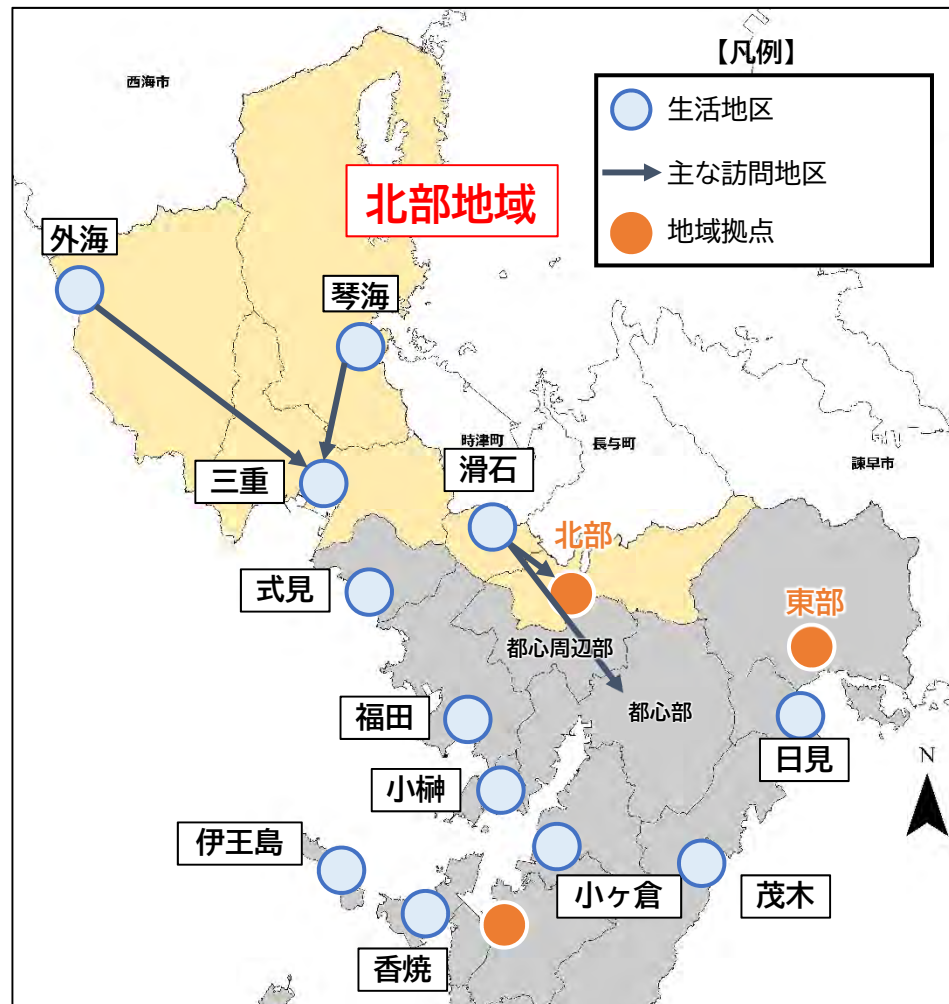 【凡例】
生活地区
主な訪問地区
地域拠点
西海市
北部地域
外海
琴海
時津町
長与町
諫早市
三重
滑石
北部
式見
東部
都心周辺部
都心部
福田
日見
小榊
N
伊王島
小ヶ倉
茂木
香焼